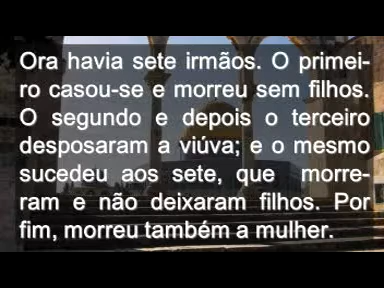 Ora havia sete irmãos. O primei-
ro casou-se e morreu sem filhos.
O segundo e depois o terceiro
desposaram a viúva; e o mesmo
sucedeu aos sete, que morre-
ram e não deixaram filhos. Por
fim, morreu também a mulher.